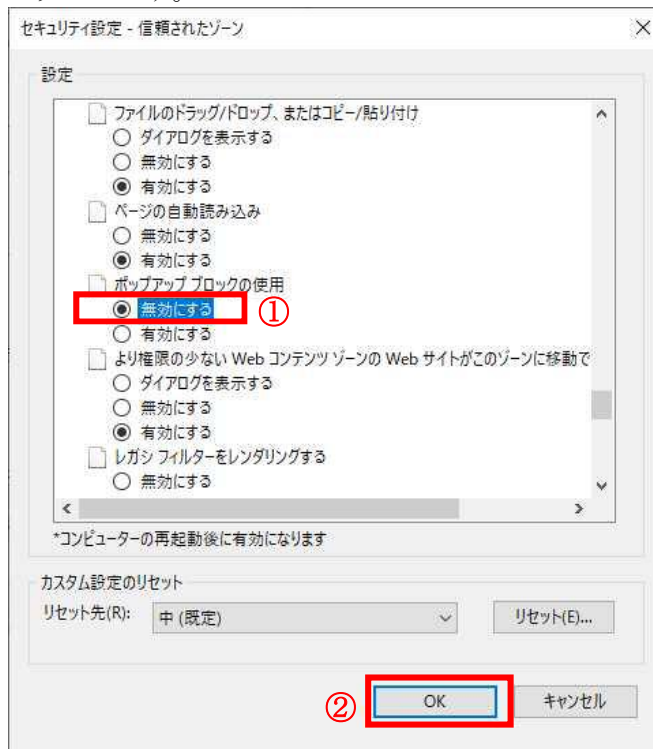 セキュリティ設定 - 信頼されたゾーン
設定
ファイルのドラッグ/ドロップ、またはコピー/貼り付け
ダイアログを表示する
無効にする
有効にする
ページの自動読み込み
無効にする
有効にする
ポップアップ ブロックの使用
無効にする ①
有効にする
より権限の少ない Web コンテンツ ゾーンの Web サイトがこのゾーンに移動で
ダイアログを表示する
無効にする
有効にする
レガシ フィルターをレンダリングする
無効にする
*コンピューターの再起動後に有効になります
カスタム設定のリセット
リセット先(R): 中 (既定) リセット(E)...
② OK キャンセル